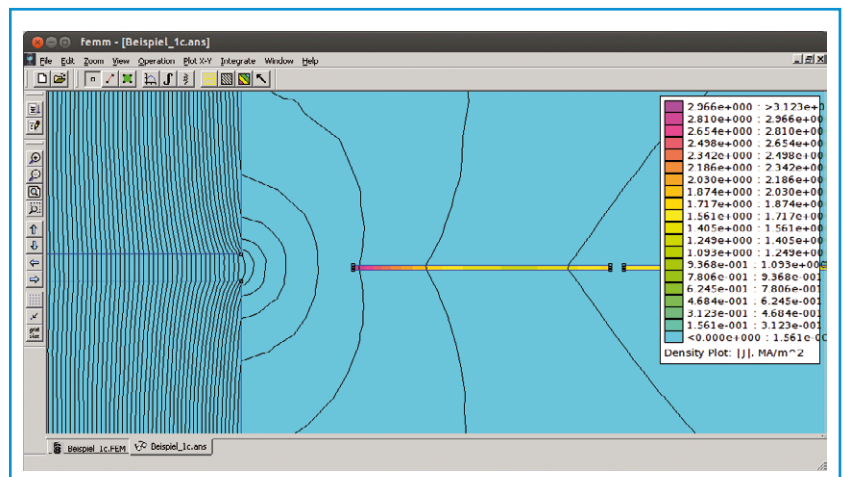 femm - [Beispiel_1c.ans]
File Edit Zoom View Operation Plot X-Y Integrate Window Help
2.966e+000 : >3.123e+0
2.810e+000 : 2.966e+00
2.654e+000 : 2.810e+00
2.498e+000 : 2.654e+00
2.342e+000 : 2.498e+00
2.186e+000 : 2.342e+00
2.030e+000 : 2.186e+00
1.874e+000 : 2.030e+00
1.717e+000 : 1.874e+00
1.561e+000 : 1.717e+00
1.405e+000 : 1.561e+00
1.249e+000 : 1.405e+00
1.093e+000 : 1.249e+00
9.368e-001 : 1.093e+00
7.806e-001 : 9.368e-001
6.245e-001 : 7.806e-001
4.684e-001 : 6.245e-001
3.123e-001 : 4.684e-001
1.561e-001 : 3.123e-001
<0.000e+000 : 1.561e-00
Density Plot: |J|, MA/m^2
grid size
Beispiel_1c.FEM Beispiel_1c.ans